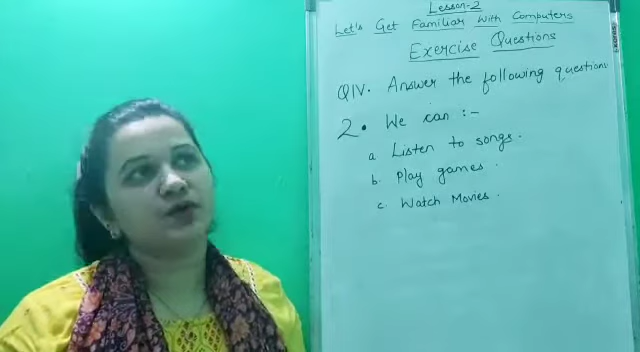 Lesson-2
Let's Get Familiar With Computers
Exercise Questions
QIV. Answer the following questions
2. We can :-
a Listen to songs.
b. Play games.
c. Watch Movies.